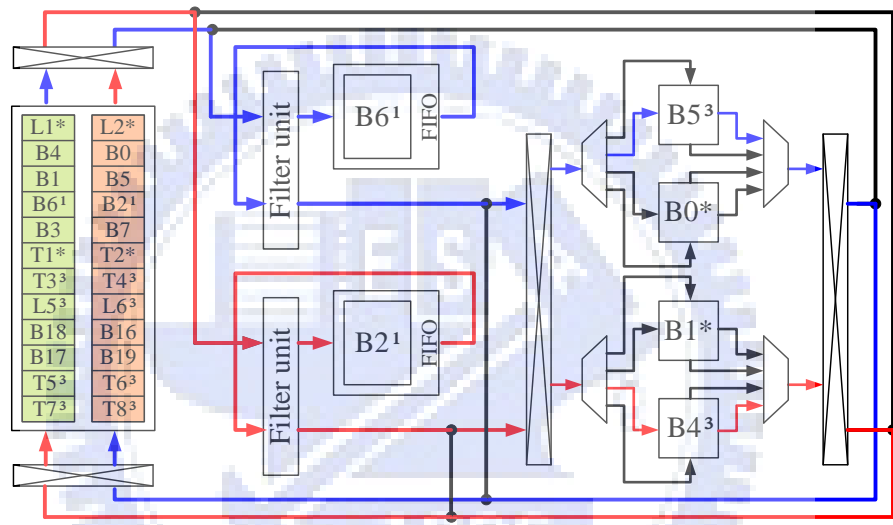 L1* L2*
B4 B0
B1 B5
B6¹ B2¹
B3 B7
T1* T2*
T3³ T4³
L5³ L6³
B18 B16
B17 B19
T5³ T6³
T7³ T8³
Filter unit
B6¹
FIFO
Filter unit
B2¹
FIFO
B5³
B0*
B1*
B4³